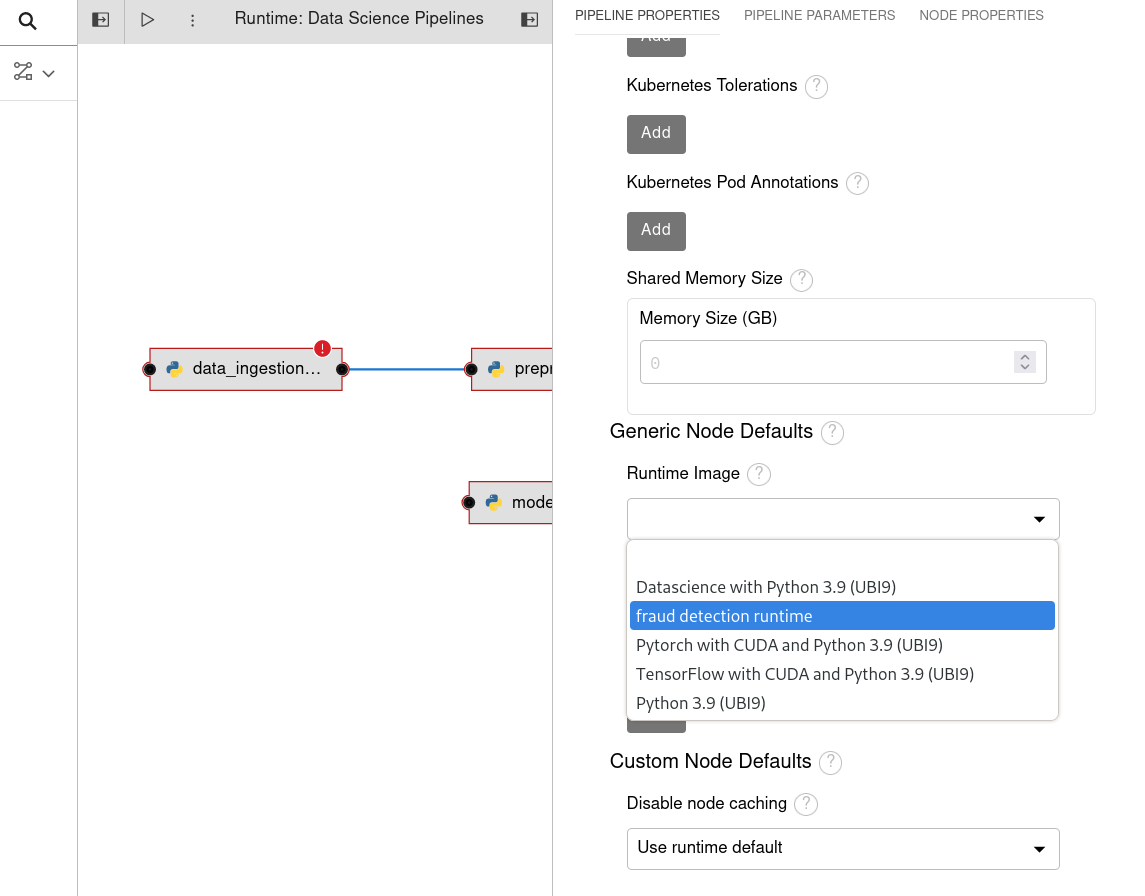 Runtime: Data Science Pipelines
PIPELINE PROPERTIES
PIPELINE PARAMETERS
NODE PROPERTIES
Add
Kubernetes Tolerations ?
Add
Kubernetes Pod Annotations ?
Add
Shared Memory Size ?
Memory Size (GB)
0
data_ingestion...
!
prepr
mode
Generic Node Defaults ?
Runtime Image ?
Datascience with Python 3.9 (UBI9)
fraud detection runtime
Pytorch with CUDA and Python 3.9 (UBI9)
TensorFlow with CUDA and Python 3.9 (UBI9)
Python 3.9 (UBI9)
Custom Node Defaults ?
Disable node caching ?
Use runtime default